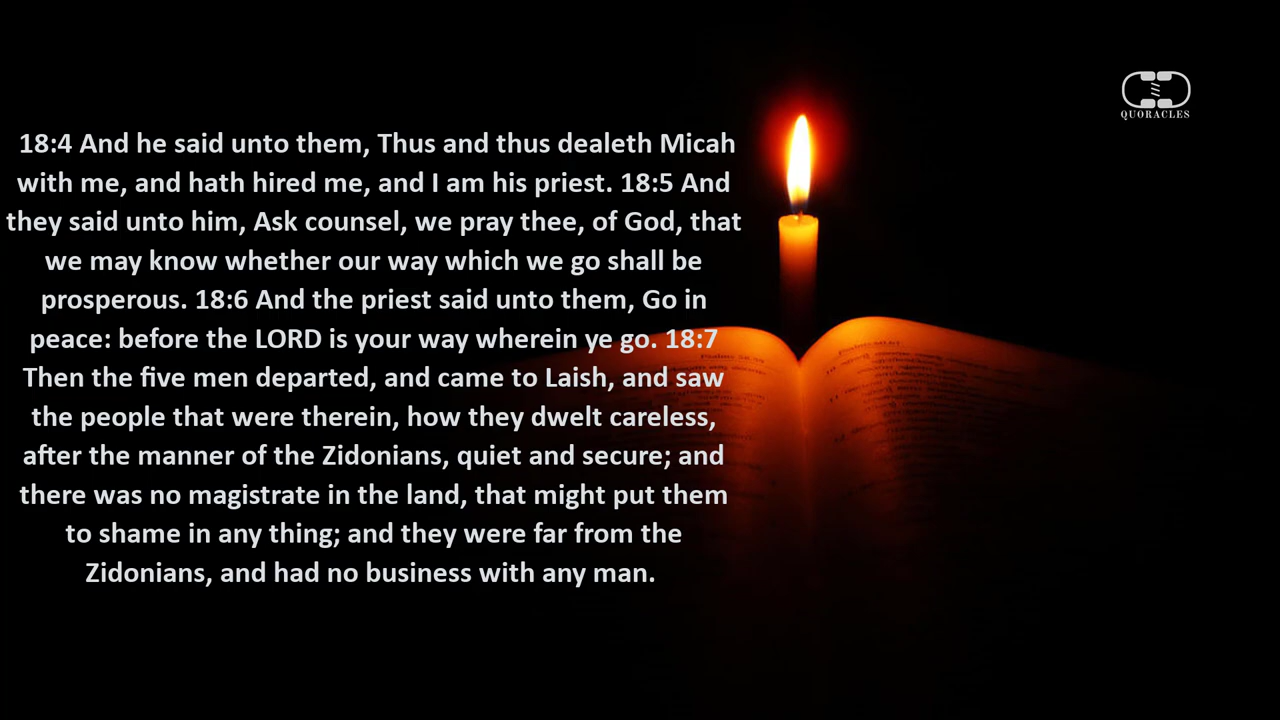 18:4 And he said unto them, Thus and thus dealeth Micah
with me, and hath hired me, and I am his priest. 18:5 And
they said unto him, Ask counsel, we pray thee, of God, that
we may know whether our way which we go shall be
prosperous. 18:6 And the priest said unto them, Go in
peace: before the LORD is your way wherein ye go. 18:7
Then the five men departed, and came to Laish, and saw
the people that were therein, how they dwelt careless,
after the manner of the Zidonians, quiet and secure; and
there was no magistrate in the land, that might put them
to shame in any thing; and they were far from the
Zidonians, and had no business with any man.
QUORACLES